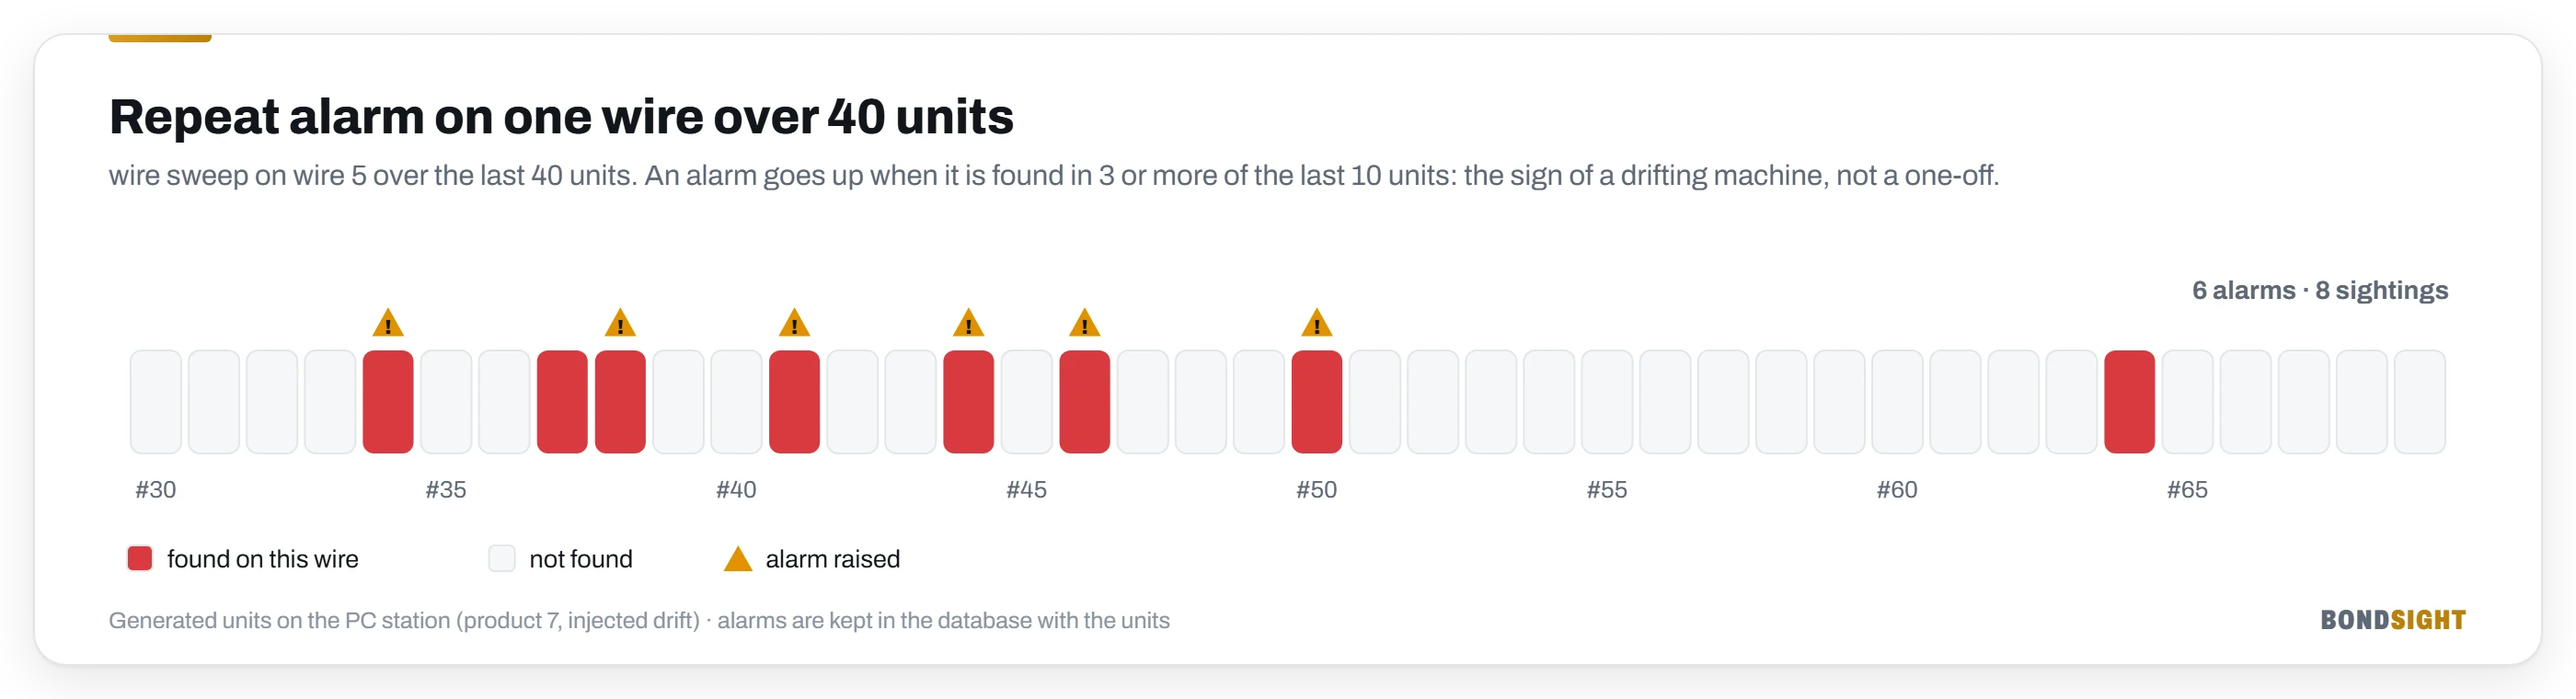 Repeat alarm on one wire over 40 units
wire sweep on wire 5 over the last 40 units. An alarm goes up when it is found in 3 or more of the last 10 units: the sign of a drifting machine, not a one-off.
6 alarms · 8 sightings
! ! ! ! ! !
#30 #35 #40 #45 #50 #55 #60 #65
found on this wire not found alarm raised
Generated units on the PC station (product 7, injected drift) · alarms are kept in the database with the units
BONDSIGHT